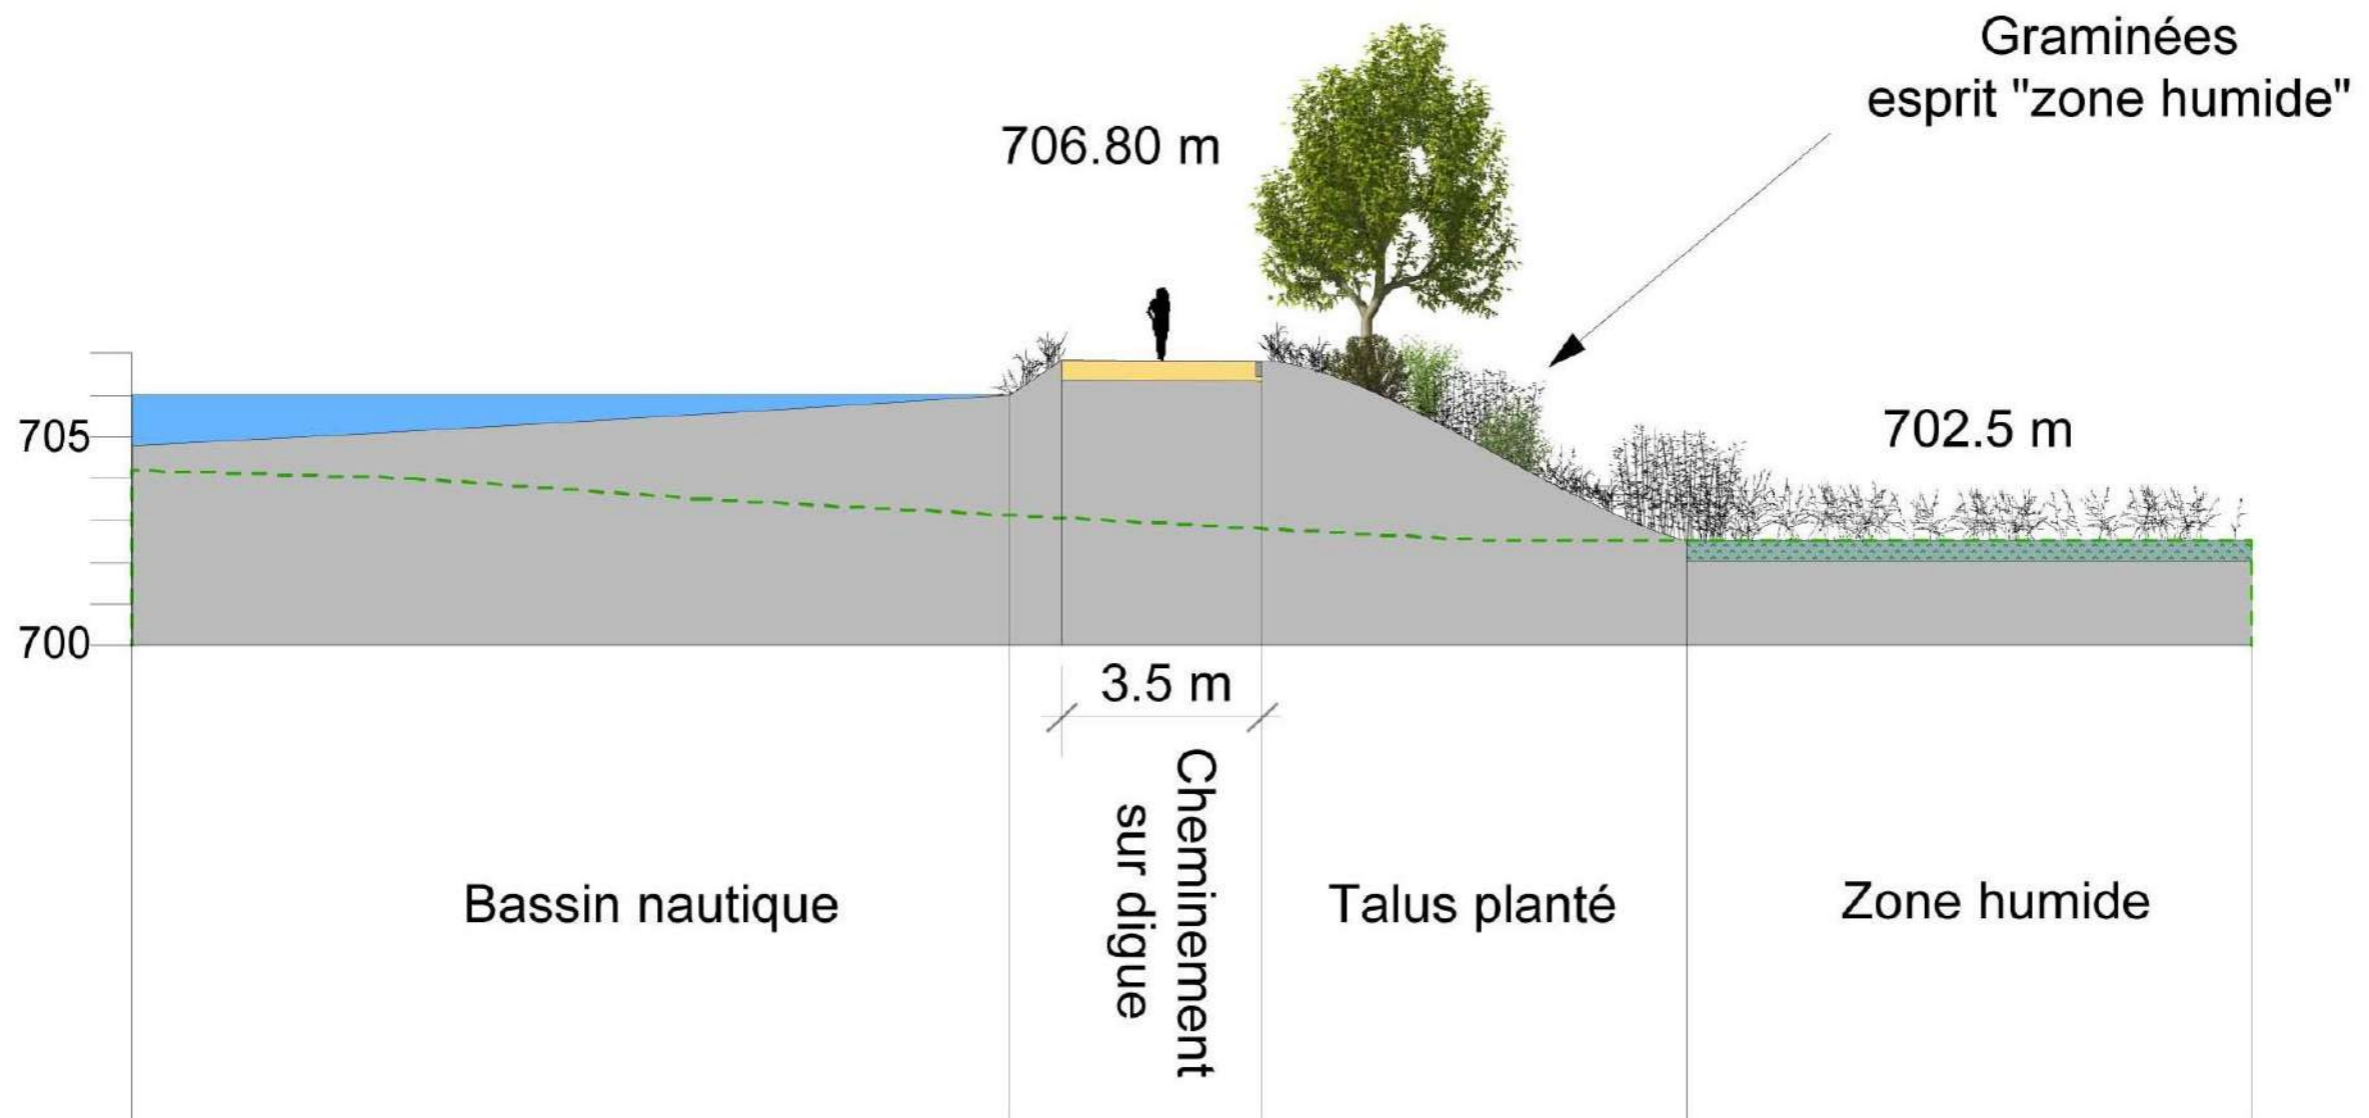 Graminées
esprit "zone humide"
706.80 m
702.5 m
705
700
3.5 m
Cheminement
sur digue
Bassin nautique
Talus planté
Zone humide